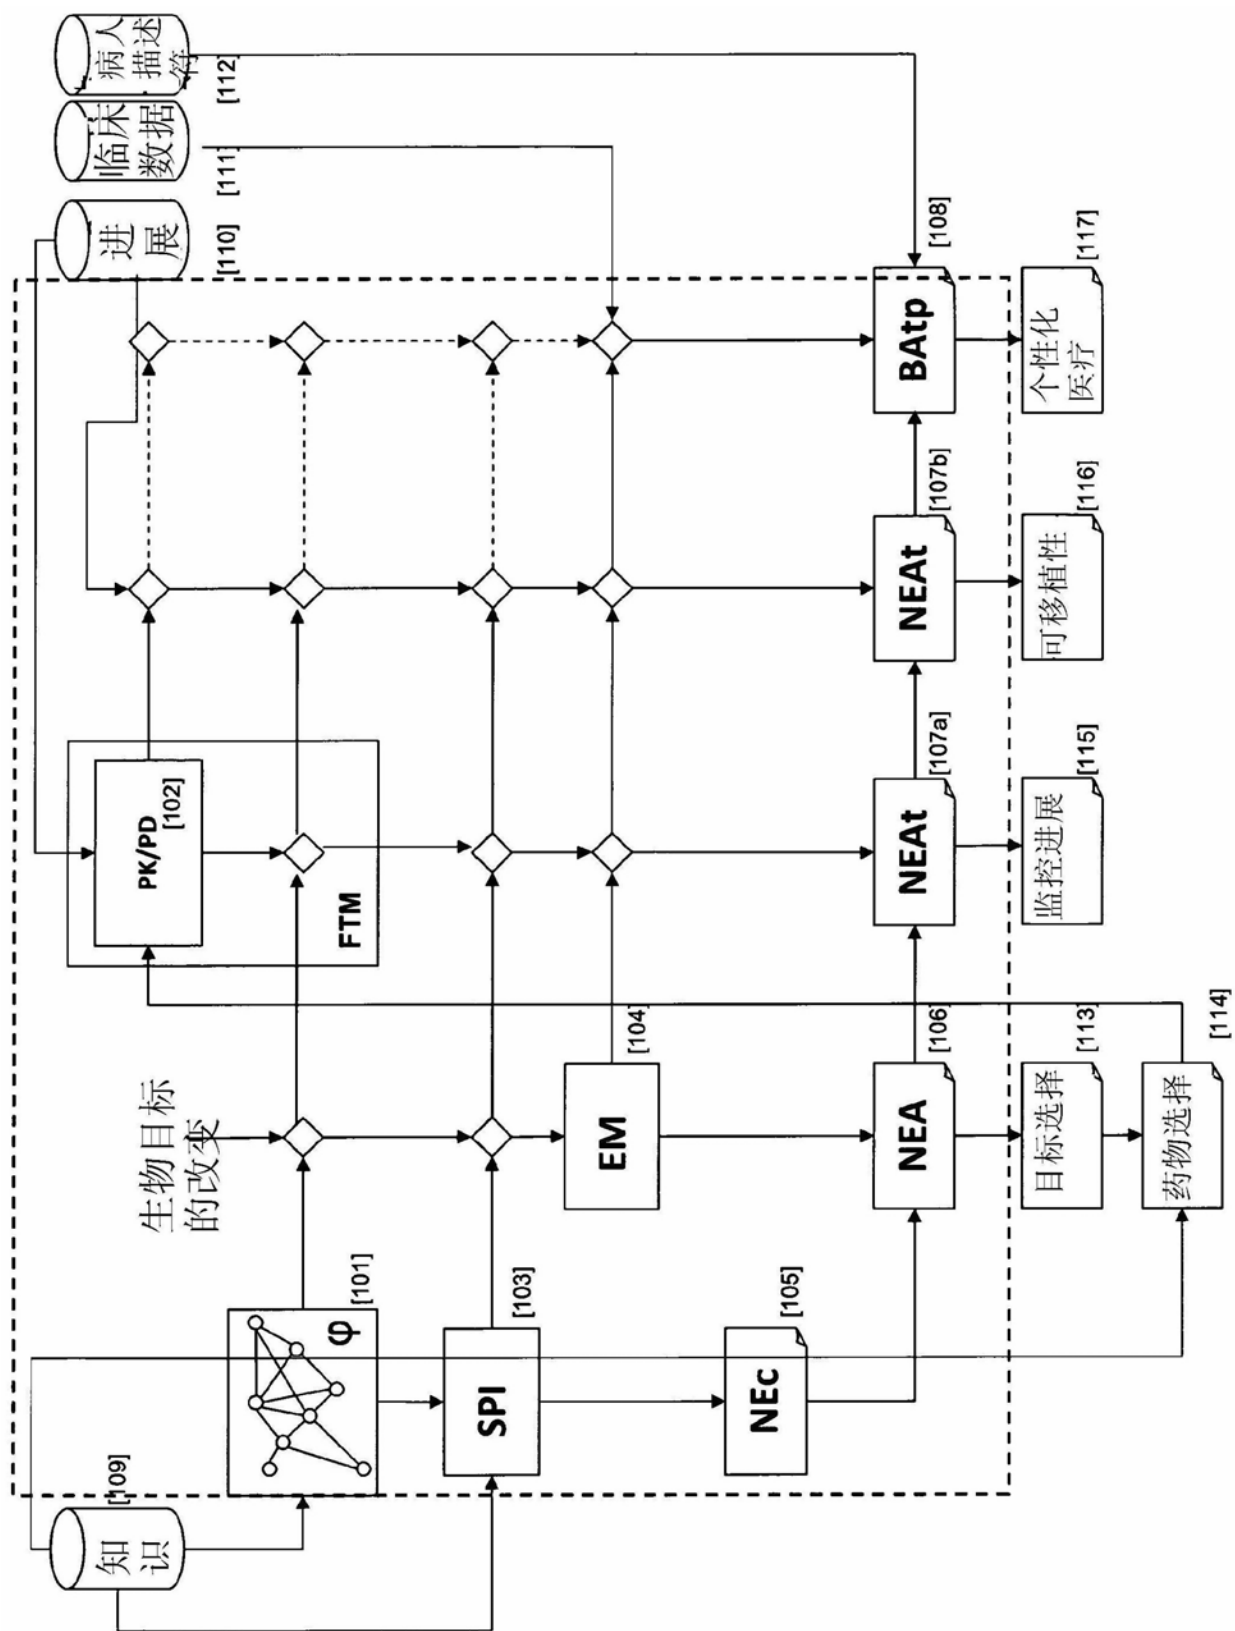 知
识
[109]
进
展
[110]
临床
数据
[111]
病人
描述
等
[112]
生物目标
的改变
PK/PD
[102]
FTM
φ
[101]
SPI
[103]
EM
[104]
NEc
[105]
NEA
[106]
NEAt
[107a]
NEAt
[107b]
BAtp
[108]
目标选择
[113]
监控进展
[115]
可移植性
[116]
个性化
医疗
[117]
药物选择
[114]